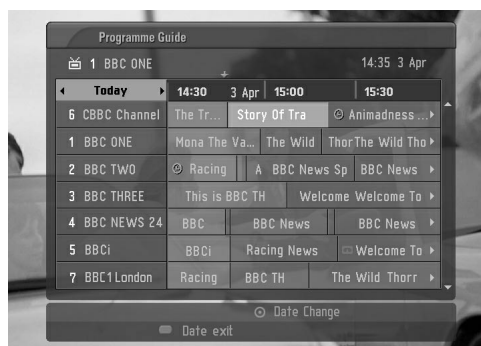 Programme Guide
1 BBC ONE 14:35 3 Apr
Today 14:30 3 Apr 15:00 15:30
6 CBBC Channel The Tr... Story Of Tra Animadness ...
1 BBC ONE Mona The Va... The Wild Thor The Wild Tho
2 BBC TWO Racing A BBC News Sp BBC News
3 BBC THREE This is BBC TH Welcome Welcome To
4 BBC NEWS 24 BBC BBC News BBC News
5 BBCi BBCi Racing News Welcome To
7 BBC1 London Racing BBC TH The Wild Thorr
Date Change
Date exit